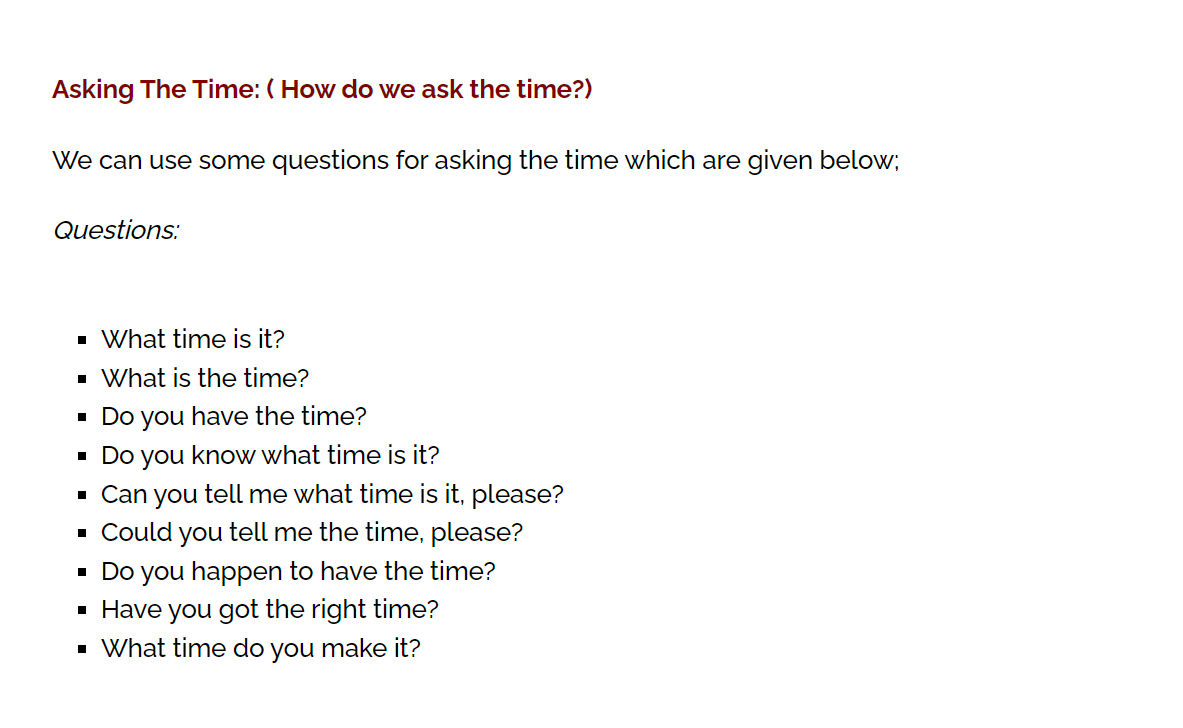 Asking The Time: ( How do we ask the time?)
We can use some questions for asking the time which are given below;
Questions:
▪ What time is it?
▪ What is the time?
▪ Do you have the time?
▪ Do you know what time is it?
▪ Can you tell me what time is it, please?
▪ Could you tell me the time, please?
▪ Do you happen to have the time?
▪ Have you got the right time?
▪ What time do you make it?